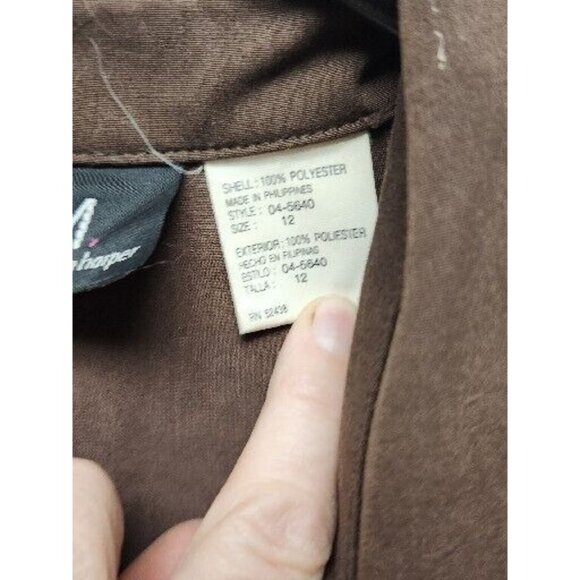 SHELL: 100% POLYESTER
MADE IN PHILIPPINES
STYLE: 04-5640
SIZE: 12
EXTERIOR: 100% POLIESTER
HECHO EN FILIPINAS
ESTILO: 04-5640
TALLA: 12
RN 52438
harper